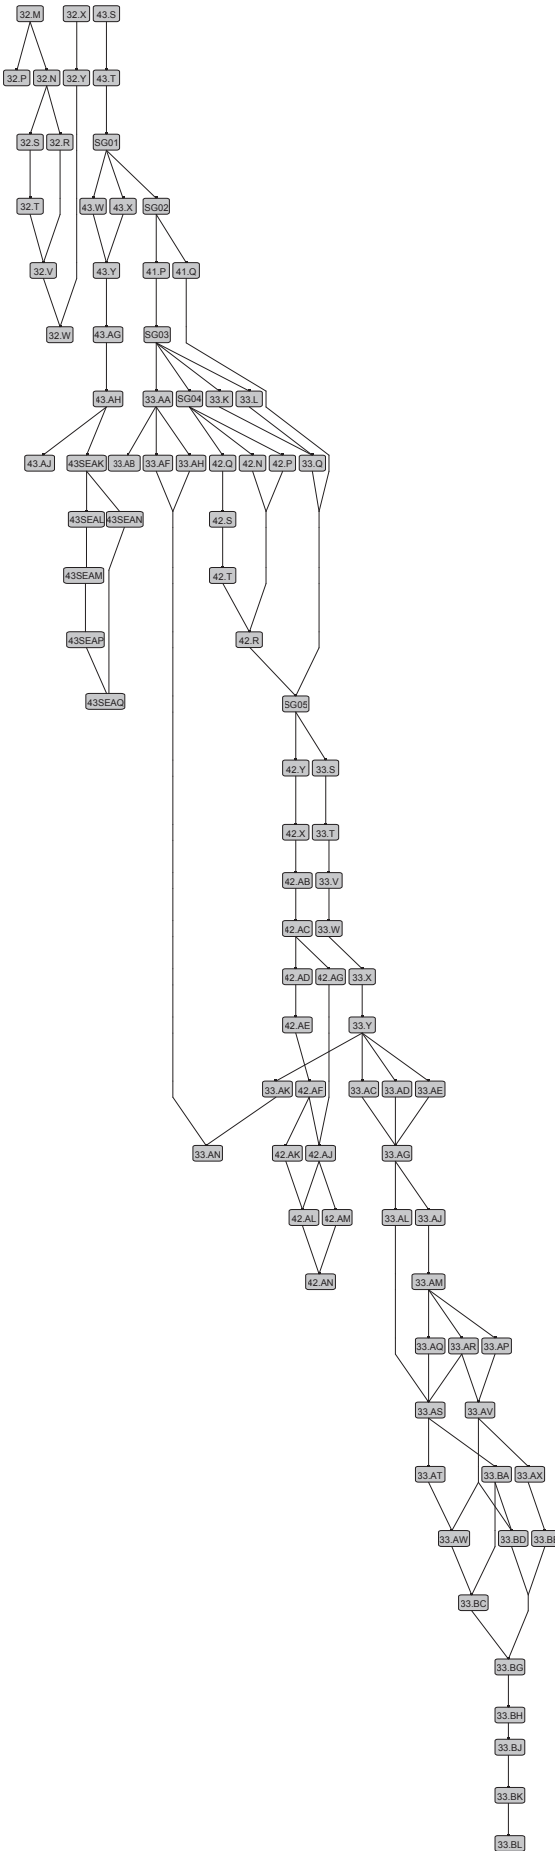 32.M 32.X 43.S
32.P 32.N 32.Y 43.T
32.S 32.R SG01
32.T 43.W 43.X SG02
32.V 43.Y 41.P 41.Q
32.W 43.AG SG03
43.AH 33.AA SG04 33.K 33.L
43.AJ 43SEAK 33.AB 33.AF 33.AH 42.Q 42.N 42.P 33.Q
43SEAL 43SEAN 42.S
43SEAM 42.T
43SEAP 42.R
43SEAQ SG05
42.Y 33.S
42.X 33.T
42.AB 33.V
42.AC 33.W
42.AD 42.AG 33.X
42.AE 33.Y
33.AK 42.AF 33.AC 33.AD 33.AE
33.AN 42.AK 42.AJ 33.AG
42.AL 42.AM 33.AL 33.AJ
42.AN 33.AM
33.AQ 33.AR 33.AP
33.AS 33.AV
33.AT 33.BA 33.AX
33.AW 33.BD
33.BC
33.BG
33.BH
33.BJ
33.BK
33.BL